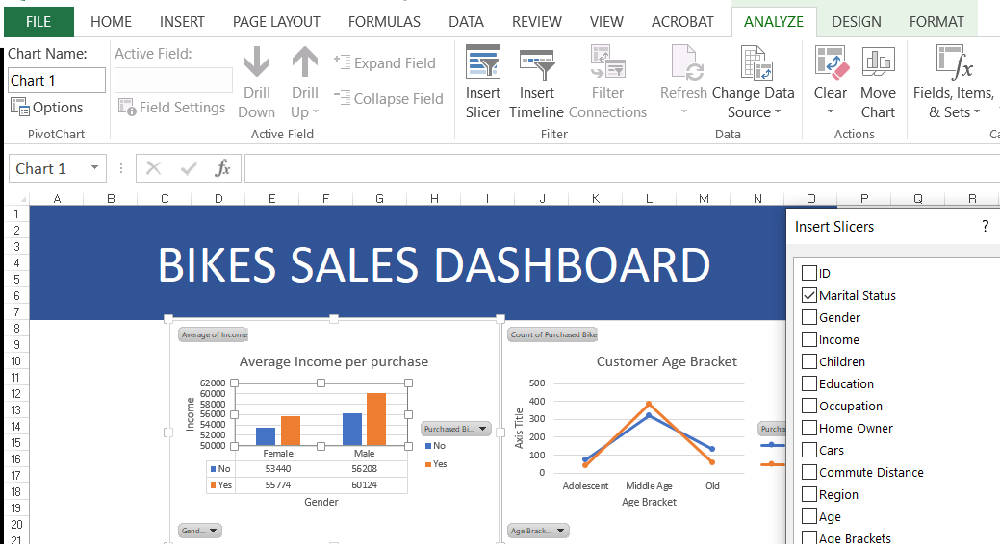 FILE HOME INSERT PAGE LAYOUT FORMULAS DATA REVIEW VIEW ACROBAT ANALYZE DESIGN FORMAT
Chart Name:
Chart 1
Options
PivotChart
Active Field:
Field Settings
Drill Down
Drill Up
Expand Field
Collapse Field
Active Field
Insert Slicer
Insert Timeline
Filter Connections
Filter
Refresh
Change Data Source
Data
Clear
Move Chart
Actions
Fields, Items, & Sets
Ca
Chart 1
fx
A B C D E F G H I J K L M N O P Q R
1
2
3
4
5
6
7
8
9
10
11
12
13
14
15
16
17
18
19
20
21
BIKES SALES DASHBOARD
Average of Income
Average Income per purchase
Income
62000
60000
58000
56000
54000
52000
50000
Female Male
No 53440 56208
Yes 55774 60124
Gender
Purchased Bi...
No
Yes
Gend...
Count of Purchased Bike
Customer Age Bracket
Axis Title
500
400
300
200
100
0
Adolescent Middle Age Old
Age Bracket
Purcha
Age Brack...
Insert Slicers ?
ID
Marital Status
Gender
Income
Children
Education
Occupation
Home Owner
Cars
Commute Distance
Region
Age
Age Brackets